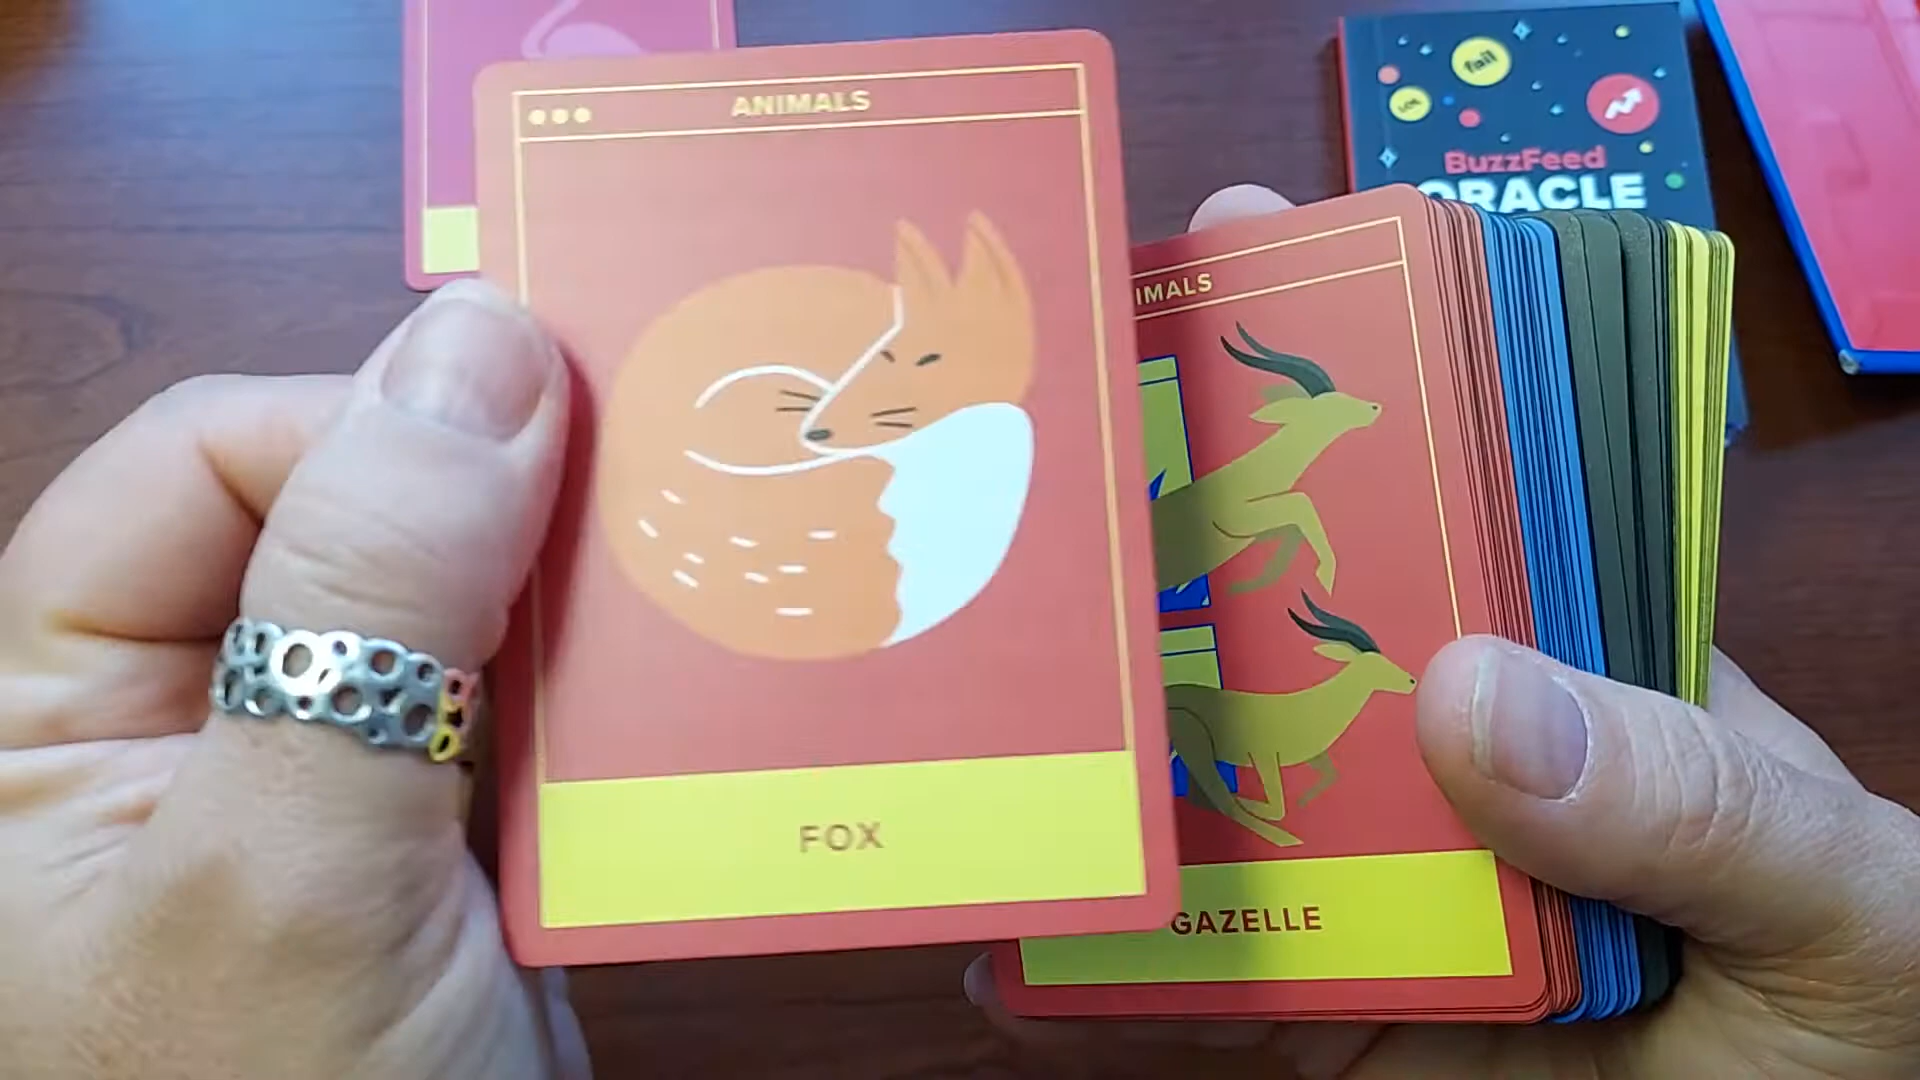 ANIMALS
FOX
IMALS
GAZELLE
fail
LOL
BuzzFeed
ORACLE